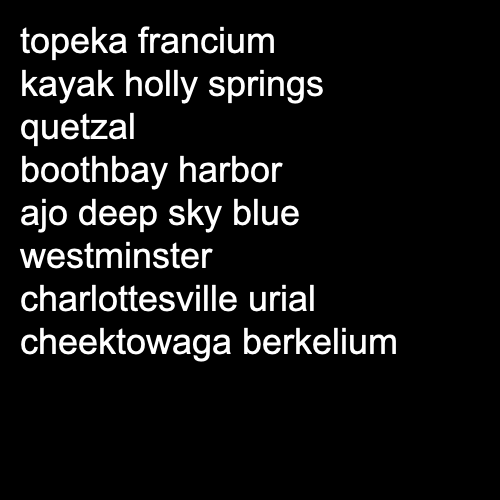 topeka francium
kayak holly springs
quetzal
boothbay harbor
ajo deep sky blue
westminster
charlottesville urial
cheektowaga berkelium